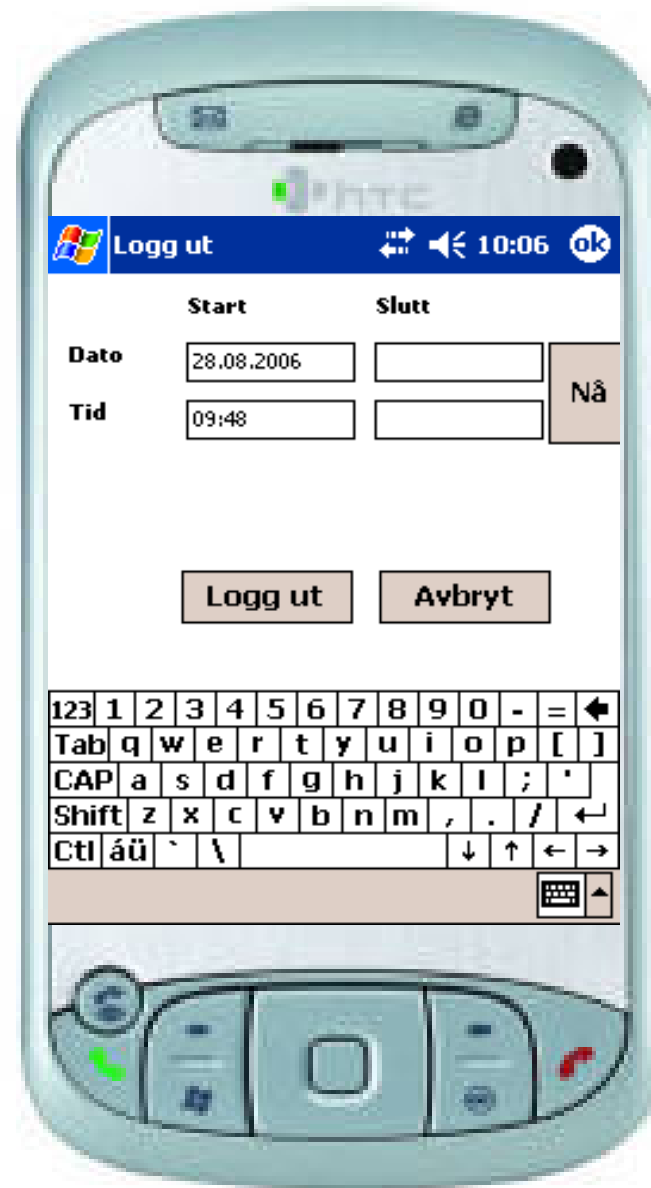 hTC
Logg ut 10:06 ok
Start Slutt
Dato 28.08.2006
Nå
Tid 09:48
Logg ut Avbryt
123 1 2 3 4 5 6 7 8 9 0 - =
Tab q w e r t y u i o p [ ]
CAP a s d f g h j k l ; '
Shift z x c v b n m , . /
Ctl áü ` \